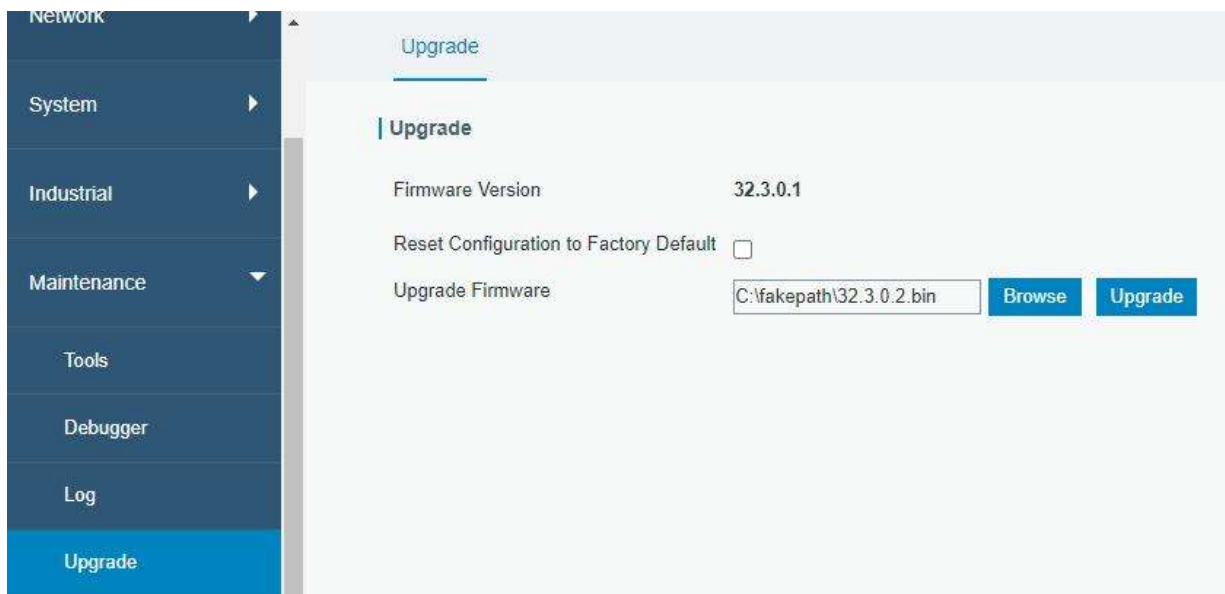 Network
System
Industrial
Maintenance
Tools
Debugger
Log
Upgrade
Upgrade
Upgrade
Firmware Version 32.3.0.1
Reset Configuration to Factory Default
Upgrade Firmware C:\fakepath\32.3.0.2.bin Browse Upgrade